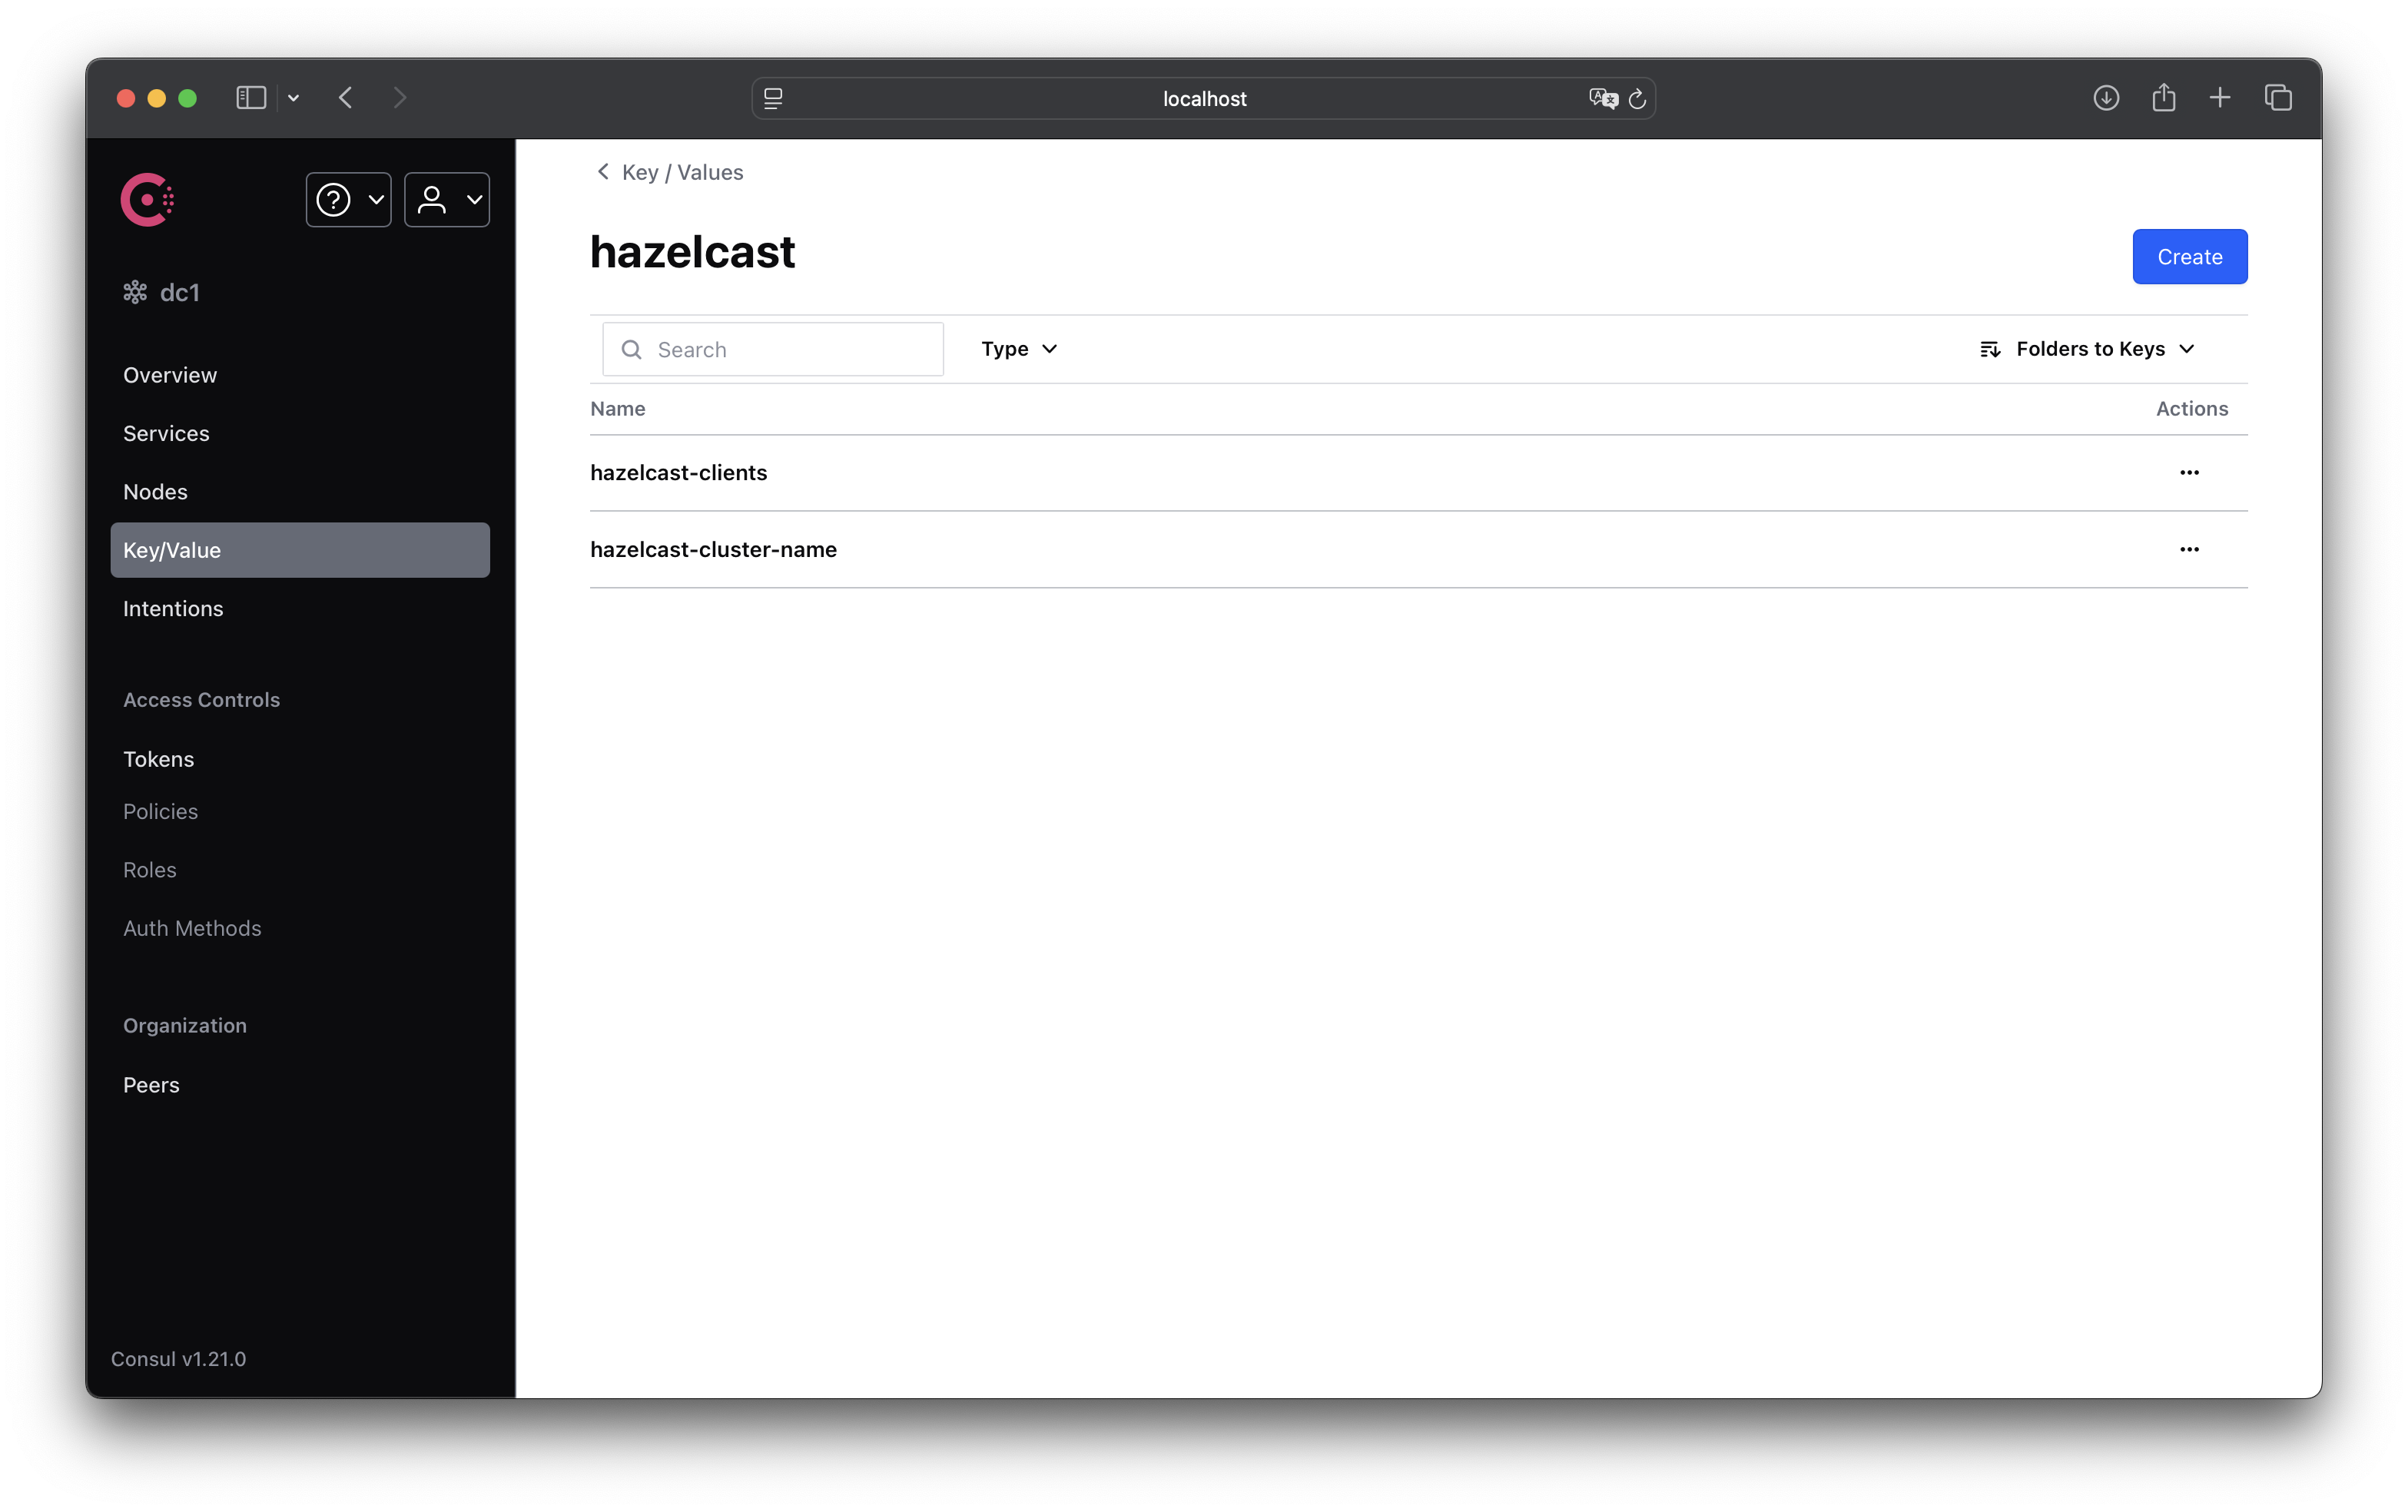 localhost
dc1
Overview
Services
Nodes
Key/Value
Intentions
Access Controls
Tokens
Policies
Roles
Auth Methods
Organization
Peers
Consul v1.21.0
Key / Values
hazelcast
Create
Search
Type
Folders to Keys
Name
Actions
hazelcast-clients
hazelcast-cluster-name